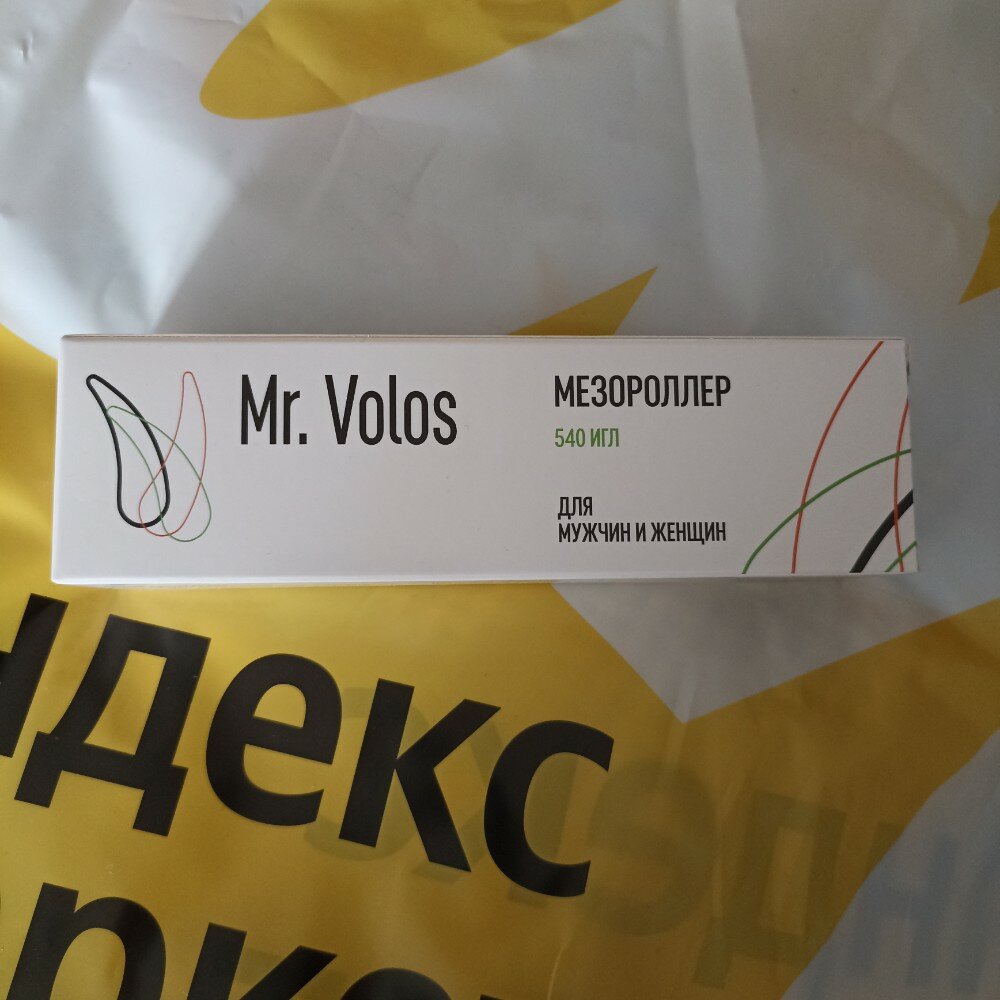 Mr. Volos
МЕЗОРОЛЛЕР
540 ИГЛ
ДЛЯ
МУЖЧИН И ЖЕНЩИН
ндекс